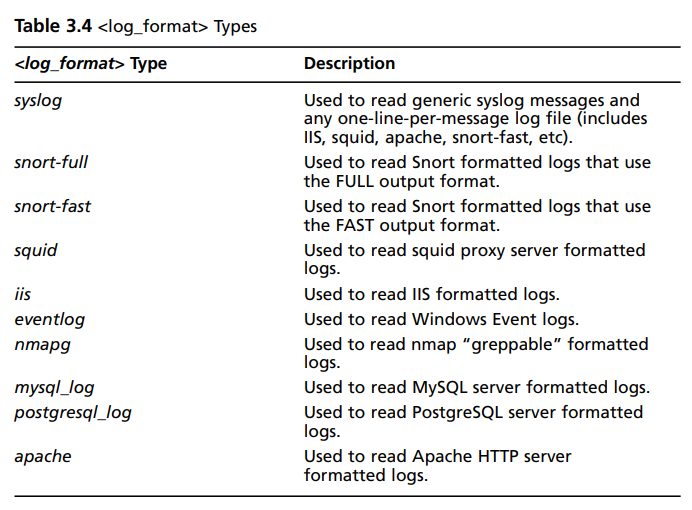 Table 3.4 <log_format> Types
<log_format> Type Description
syslog Used to read generic syslog messages and
any one-line-per-message log file (includes
IIS, squid, apache, snort-fast, etc).
snort-full Used to read Snort formatted logs that use
the FULL output format.
snort-fast Used to read Snort formatted logs that use
the FAST output format.
squid Used to read squid proxy server formatted
logs.
iis Used to read IIS formatted logs.
eventlog Used to read Windows Event logs.
nmapg Used to read nmap “greppable” formatted
logs.
mysql_log Used to read MySQL server formatted logs.
postgresql_log Used to read PostgreSQL server formatted
logs.
apache Used to read Apache HTTP server
formatted logs.